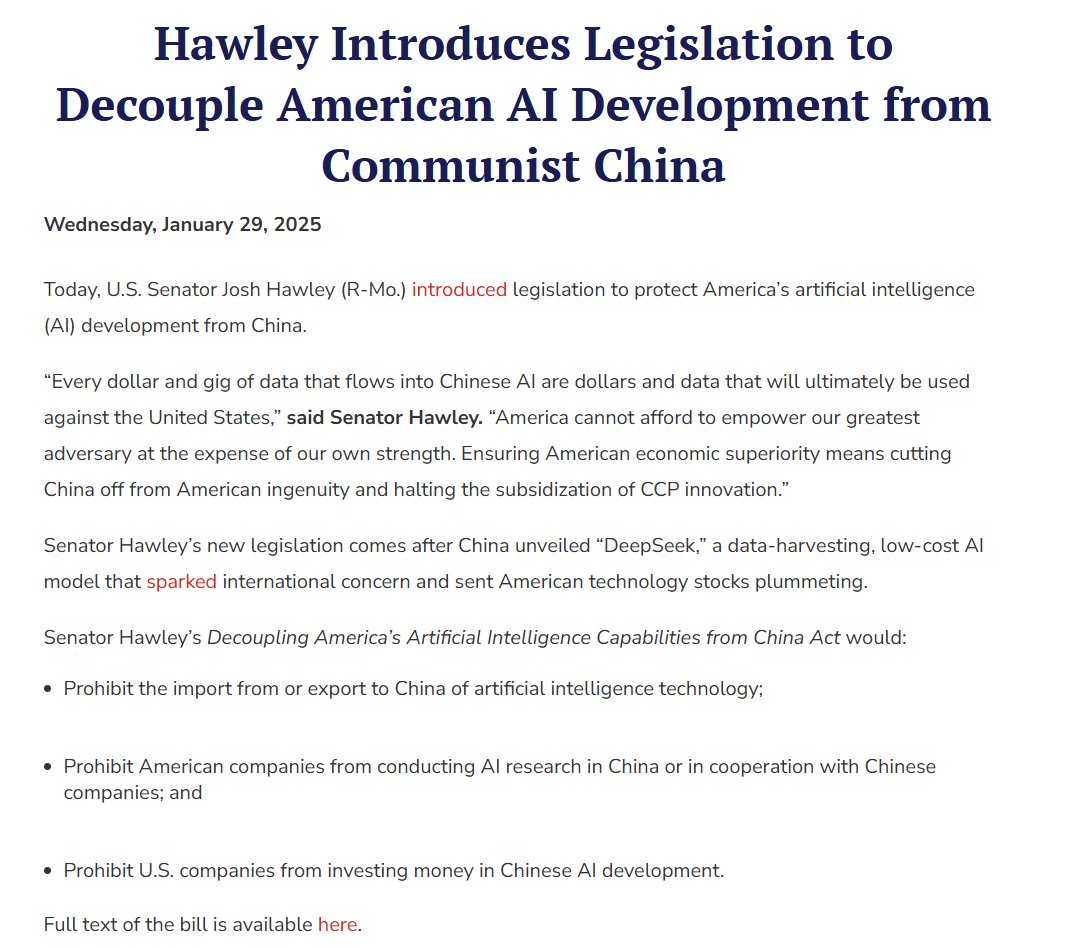 Hawley Introduces Legislation to
Decouple American AI Development from
Communist China
Wednesday, January 29, 2025
Today, U.S. Senator Josh Hawley (R-Mo.) introduced legislation to protect America’s artificial intelligence
(AI) development from China.
“Every dollar and gig of data that flows into Chinese AI are dollars and data that will ultimately be used
against the United States,” said Senator Hawley. “America cannot afford to empower our greatest
adversary at the expense of our own strength. Ensuring American economic superiority means cutting
China off from American ingenuity and halting the subsidization of CCP innovation.”
Senator Hawley’s new legislation comes after China unveiled “DeepSeek,” a data-harvesting, low-cost AI
model that sparked international concern and sent American technology stocks plummeting.
Senator Hawley’s Decoupling America’s Artificial Intelligence Capabilities from China Act would:
• Prohibit the import from or export to China of artificial intelligence technology;
• Prohibit American companies from conducting AI research in China or in cooperation with Chinese
companies; and
• Prohibit U.S. companies from investing money in Chinese AI development.
Full text of the bill is available here.